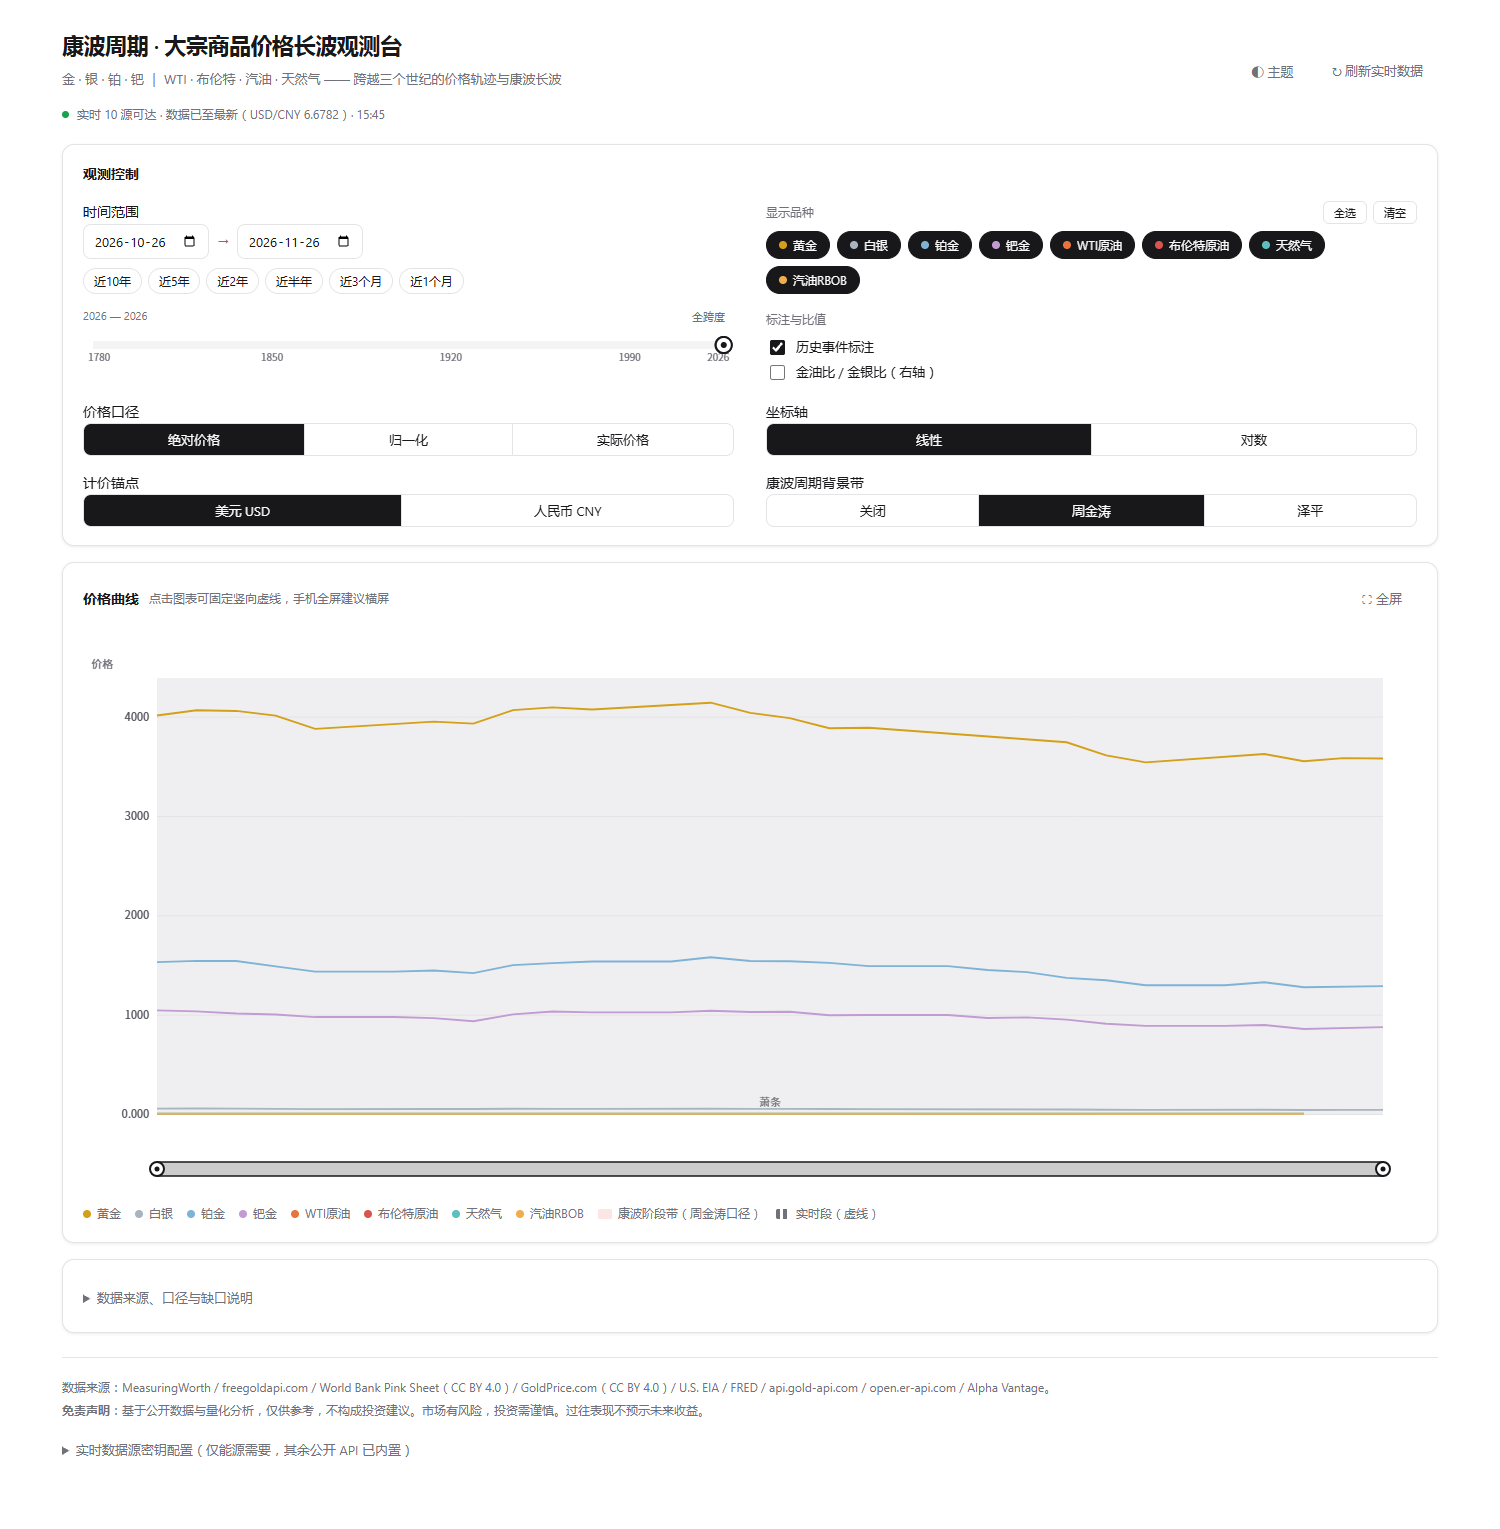 康波周期 · 大宗商品价格长波观测台
金 · 银 · 铂 · 钯 ｜ WTI · 布伦特 · 汽油 · 天然气 —— 跨越三个世纪的价格轨迹与康波长波
◐ 主题
↻ 刷新实时数据
实时 10 源可达 · 数据已至最新（USD/CNY 6.6782）· 15:45
观测控制
时间范围
2026-10-26 → 2026-11-26
近10年 近5年 近2年 近半年 近3个月 近1个月
2026 — 2026 全跨度
1780 1850 1920 1990 2026
显示品种 全选 清空
黄金 白银 铂金 钯金 WTI原油 布伦特原油 天然气
汽油RBOB
标注与比值
历史事件标注
金油比 / 金银比（右轴）
价格口径
绝对价格 归一化 实际价格
坐标轴
线性 对数
计价锚点
美元 USD 人民币 CNY
康波周期背景带
关闭 周金涛 泽平
价格曲线 点击图表可固定竖向虚线，手机全屏建议横屏
⛶ 全屏
价格
4000
3000
2000
1000
0.000
萧条
黄金 白银 铂金 钯金 WTI原油 布伦特原油 天然气 汽油RBOB 康波阶段带（周金涛口径） 实时段（虚线）
▶ 数据来源、口径与缺口说明
数据来源：MeasuringWorth / freegoldapi.com / World Bank Pink Sheet（CC BY 4.0）/ GoldPrice.com（CC BY 4.0）/ U.S. EIA / FRED / api.gold-api.com / open.er-api.com / Alpha Vantage。
免责声明：基于公开数据与量化分析，仅供参考，不构成投资建议。市场有风险，投资需谨慎。过往表现不预示未来收益。
▶ 实时数据源密钥配置（仅能源需要，其余公开 API 已内置）